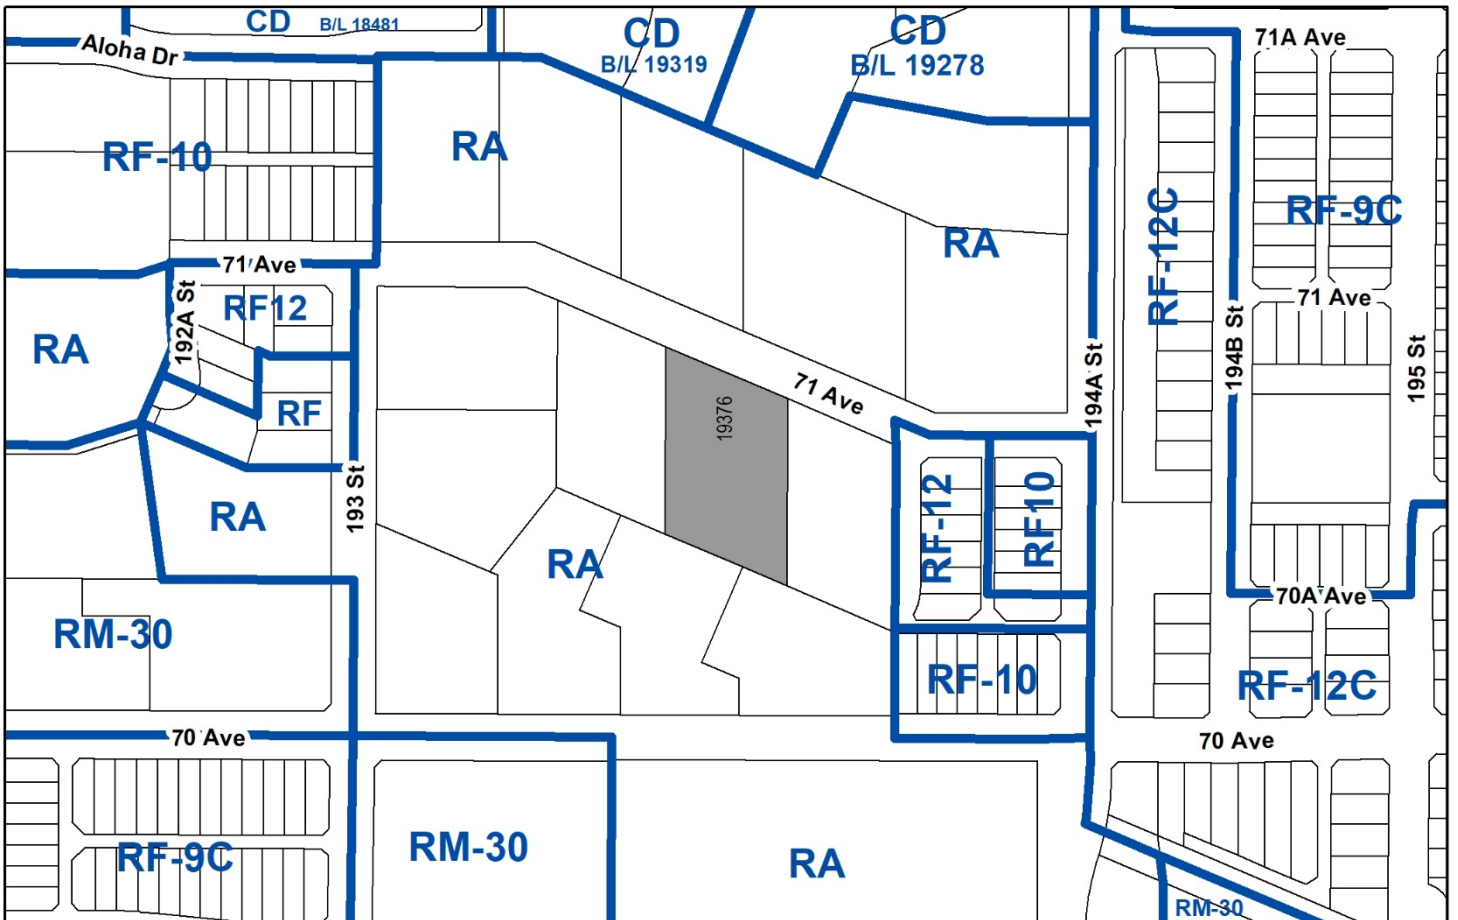 CD
B/L 18481
CD
B/L 19319
CD
B/L 19278
71A Ave
Aloha Dr
RF-10
RA
RA
RF-12C
RF-9C
71 Ave
192A St
RF12
RA
RF
193 St
RA
19376
71 Ave
194A St
194B St
71 Ave
195 St
RF-12
RF10
RA
RM-30
RF-10
70A Ave
RF-12C
70 Ave
70 Ave
RF-9C
RM-30
RA
RM-30